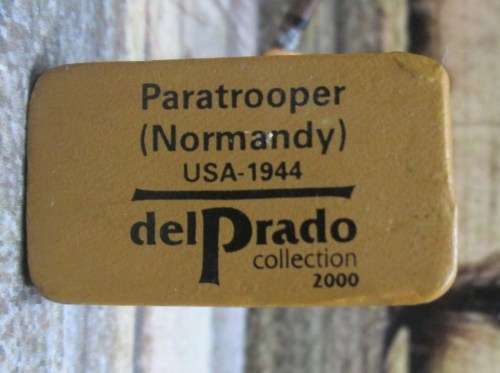 Paratrooper
(Normandy)
USA-1944
delPrado
collection
2000